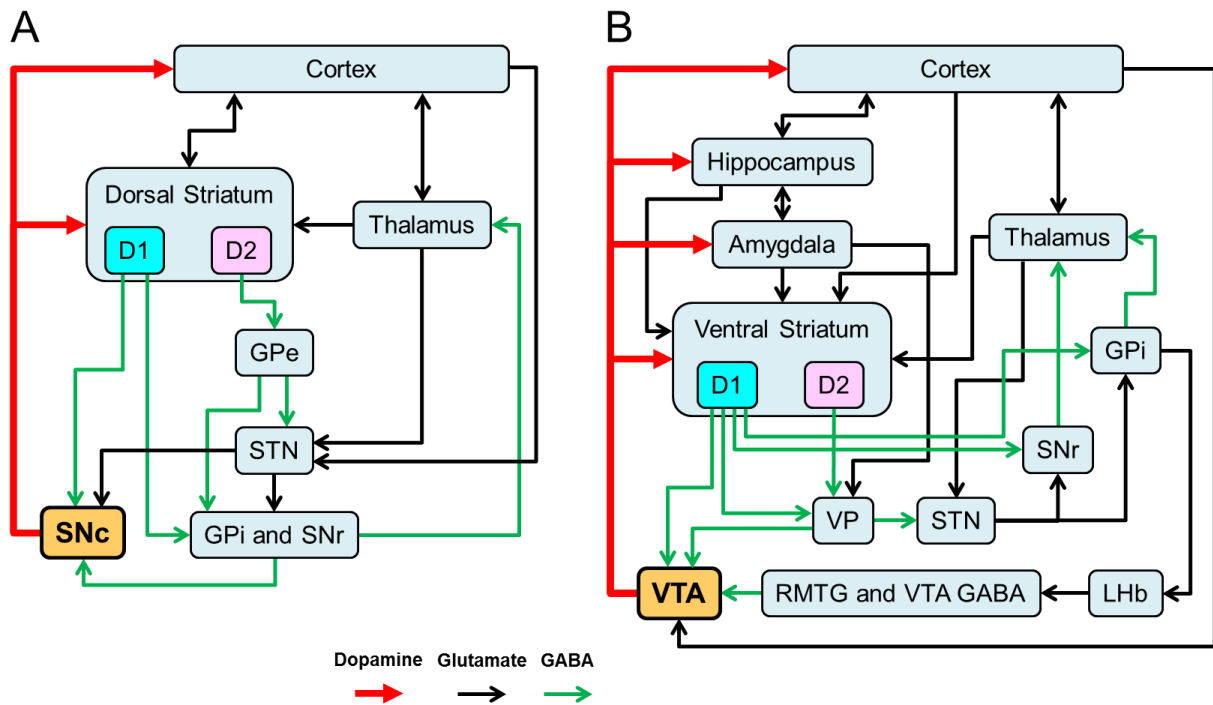 A
Cortex
Dorsal Striatum
D1
D2
Thalamus
GPe
STN
SNc
GPi and SNr
B
Cortex
Hippocampus
Amygdala
Thalamus
Ventral Striatum
D1
D2
GPi
SNr
VP
STN
VTA
RMTG and VTA GABA
LHb
Dopamine
Glutamate
GABA